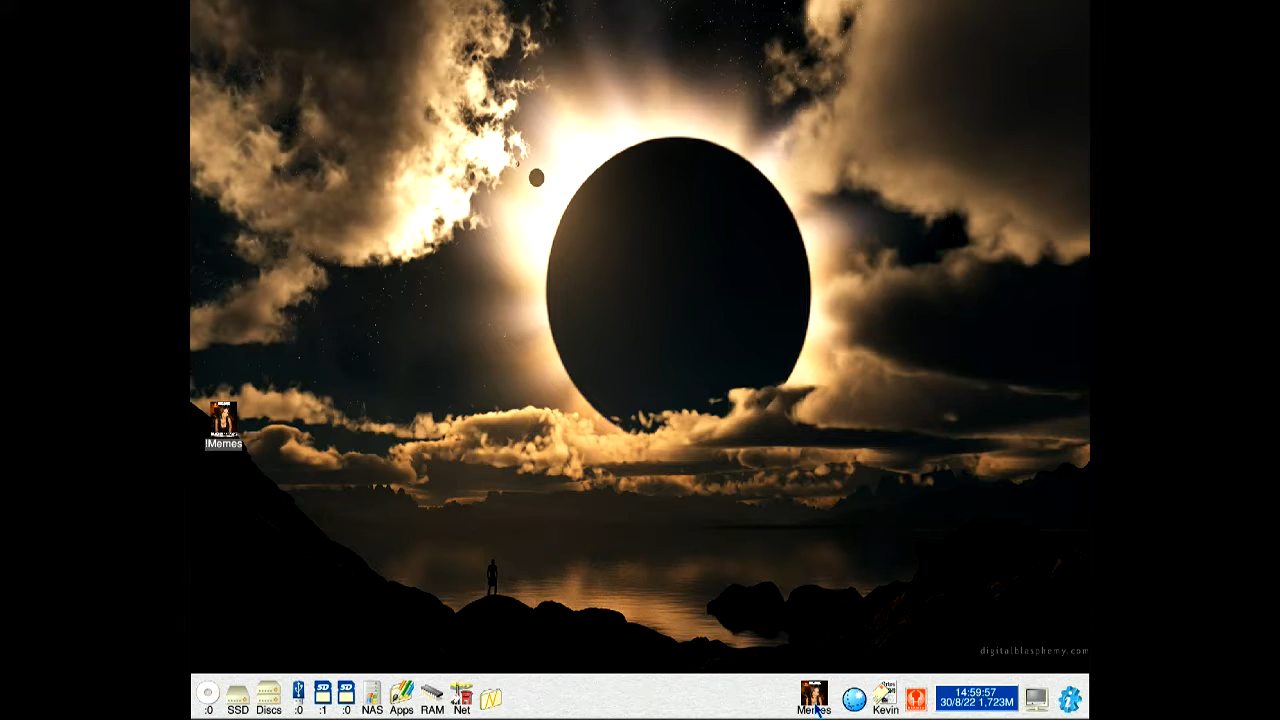 !Memes
digitalblasphemy.com
:0
SSD
Discs
:0
:1
:0
NAS
Apps
RAM
Net
Memes
Kevin
14:59:57
30/8/22 1,723M